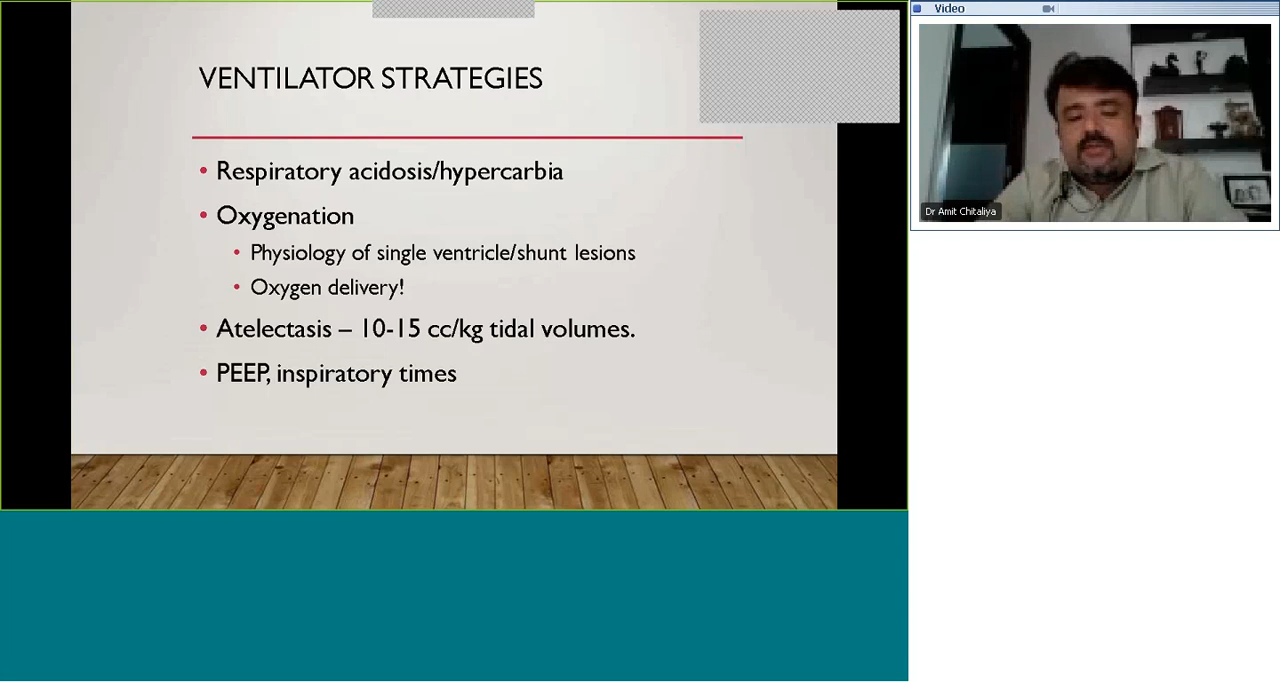 VENTILATOR STRATEGIES
• Respiratory acidosis/hypercarbia
• Oxygenation
• Physiology of single ventricle/shunt lesions
• Oxygen delivery!
• Atelectasis – 10-15 cc/kg tidal volumes.
• PEEP, inspiratory times
Video
Dr Amit Chitaliya